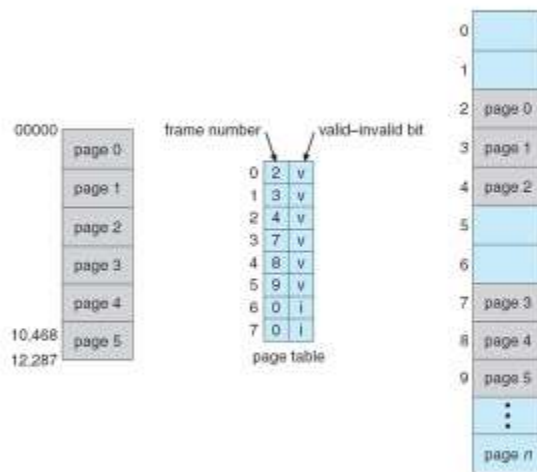 00000
page 0
page 1
page 2
page 3
page 4
10,468
page 5
12,287
frame number
valid–invalid bit
0 2 v
1 3 v
2 4 v
3 7 v
4 8 v
5 9 v
6 0 i
7 0 i
page table
0
1
2 page 0
3 page 1
4 page 2
5
6
7 page 3
8 page 4
9 page 5
page n